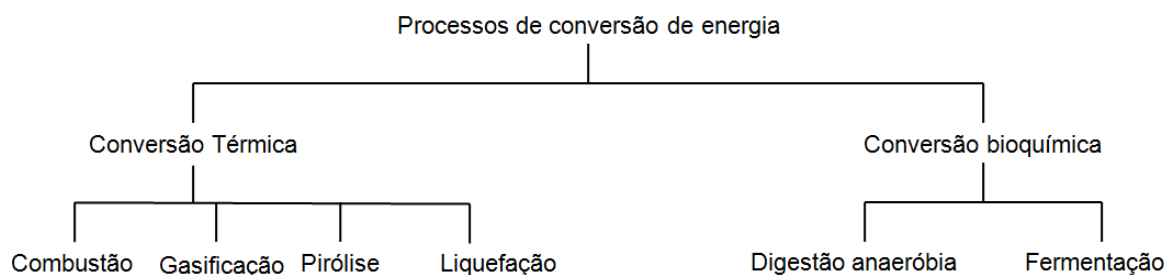 Processos de conversão de energia
Conversão Térmica
Conversão bioquímica
Combustão
Gasificação
Pirólise
Liquefação
Digestão anaeróbia
Fermentação